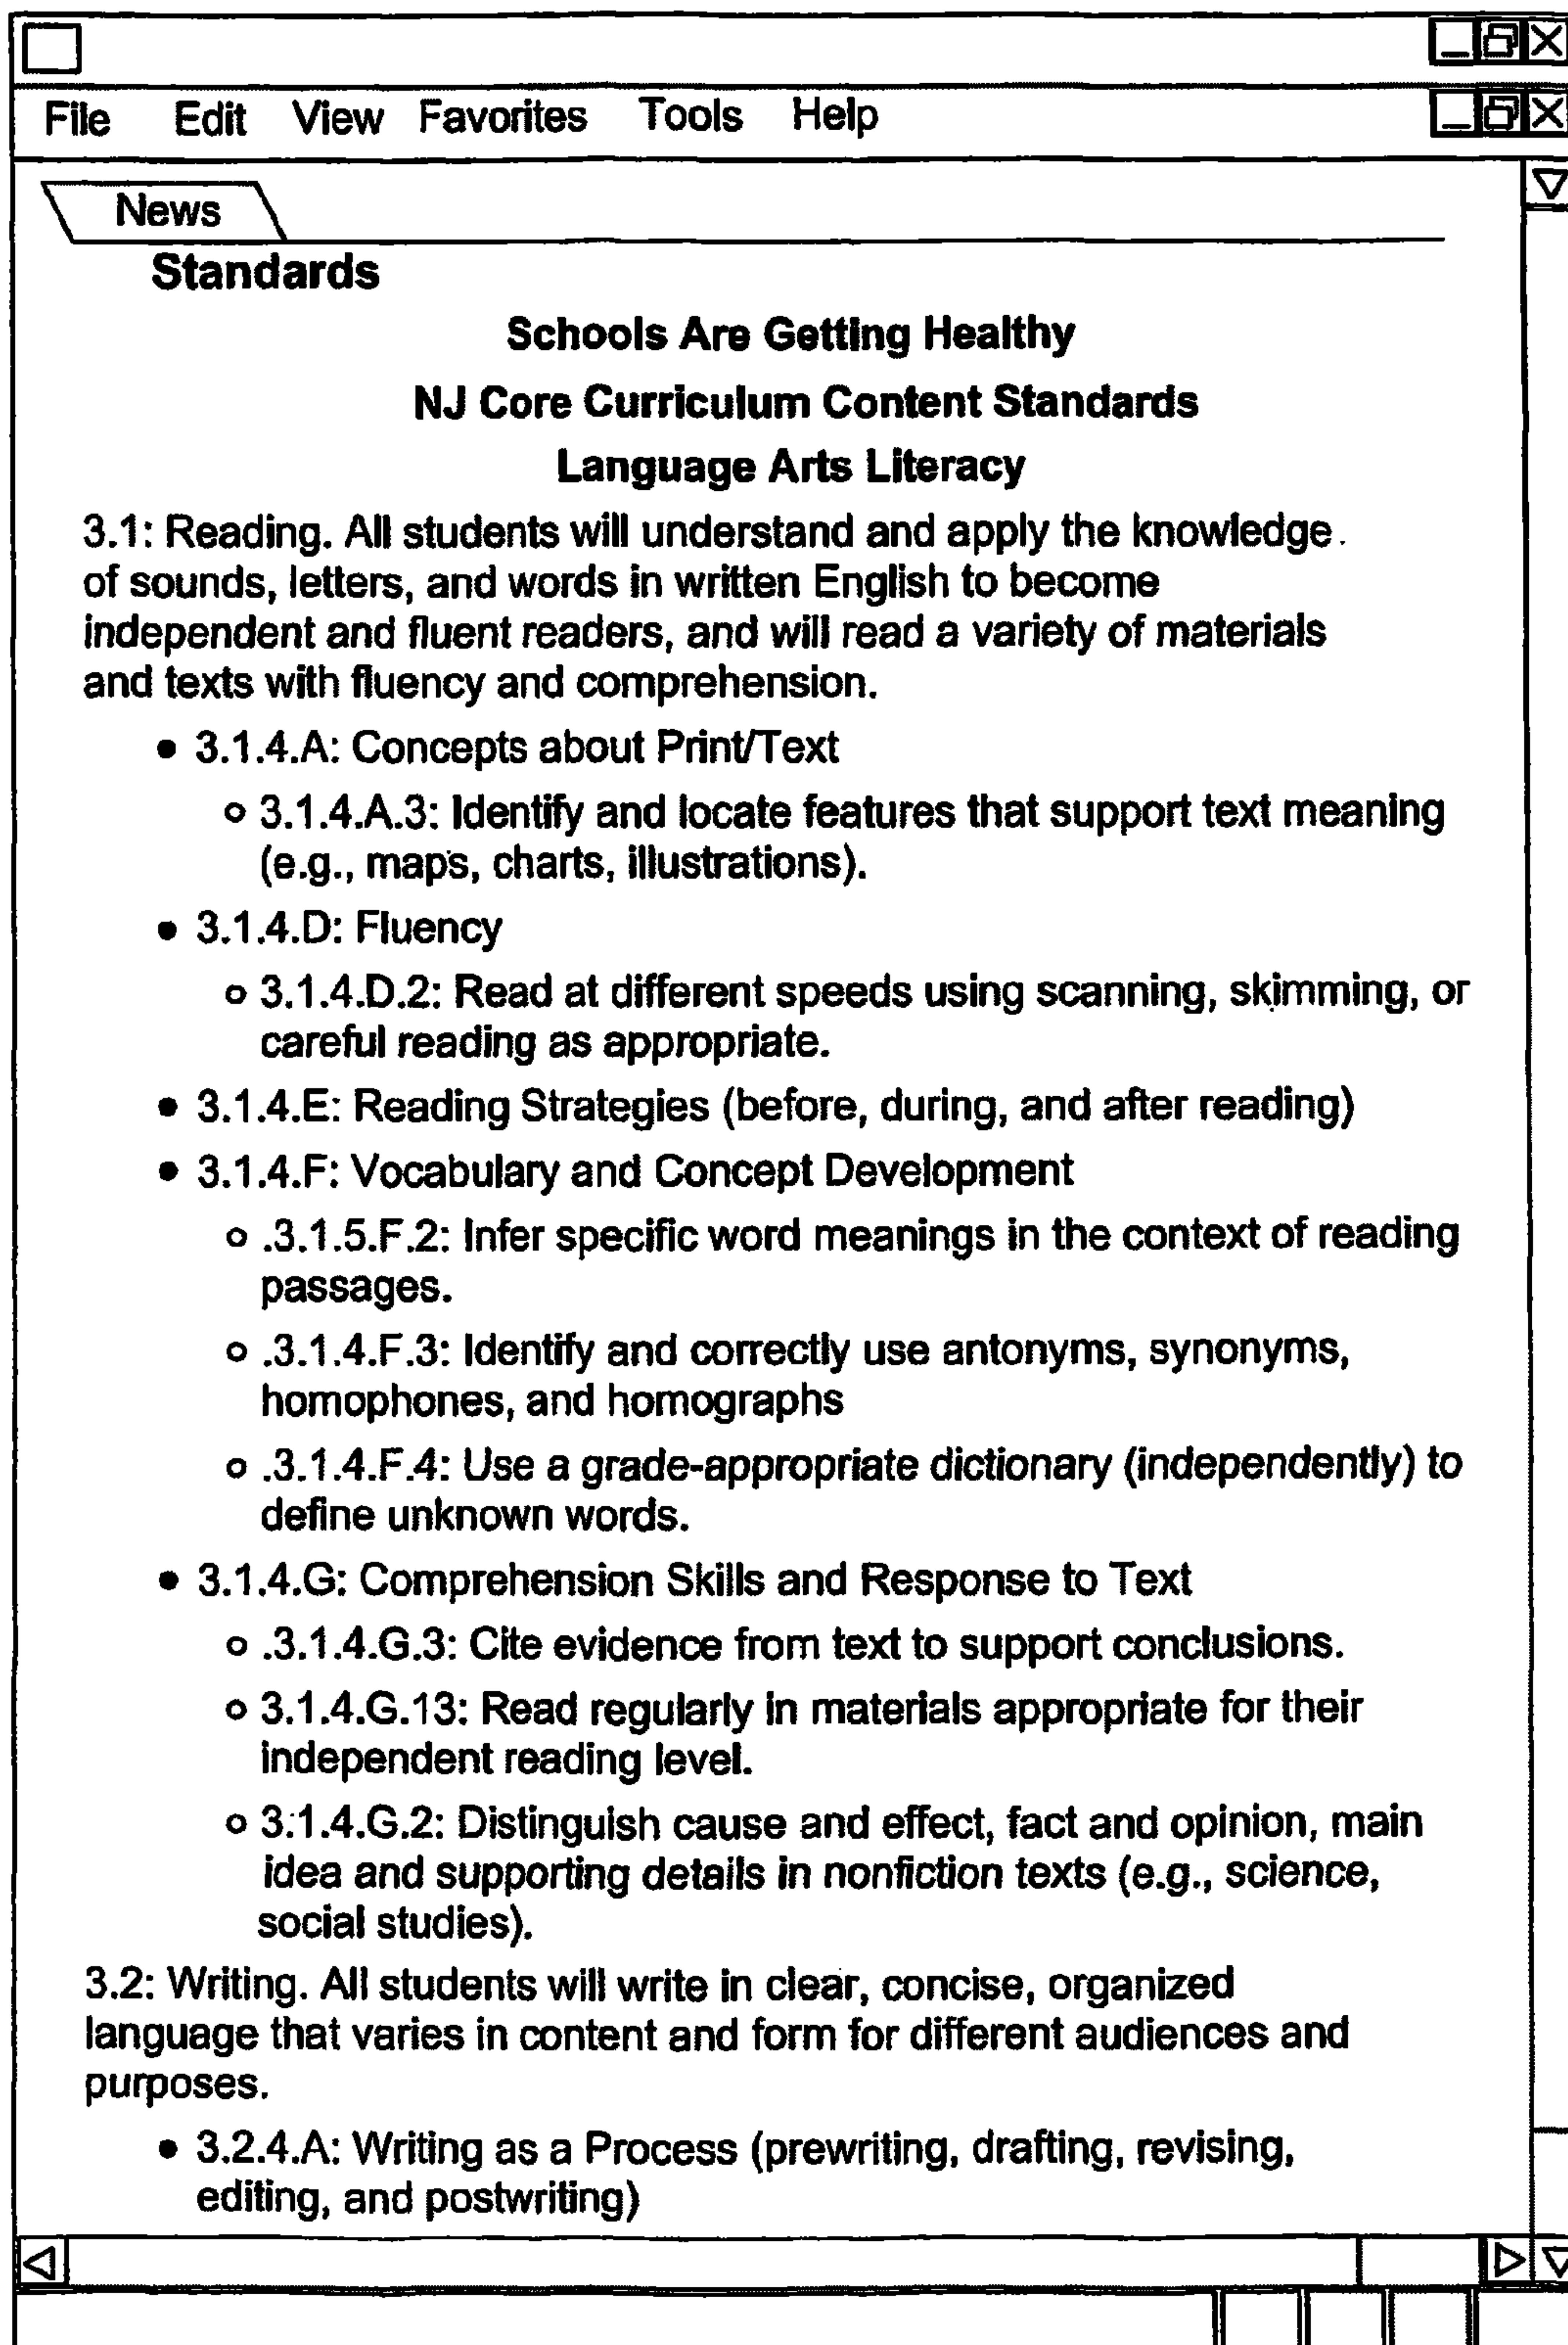 File Edit View Favorites Tools Help
News
Standards
Schools Are Getting Healthy
NJ Core Curriculum Content Standards
Language Arts Literacy
3.1: Reading. All students will understand and apply the knowledge
of sounds, letters, and words in written English to become
independent and fluent readers, and will read a variety of materials
and texts with fluency and comprehension.
• 3.1.4.A: Concepts about Print/Text
o 3.1.4.A.3: Identify and locate features that support text meaning
(e.g., maps, charts, illustrations).
• 3.1.4.D: Fluency
o 3.1.4.D.2: Read at different speeds using scanning, skimming, or
careful reading as appropriate.
• 3.1.4.E: Reading Strategies (before, during, and after reading)
• 3.1.4.F: Vocabulary and Concept Development
o .3.1.5.F.2: Infer specific word meanings in the context of reading
passages.
o .3.1.4.F.3: Identify and correctly use antonyms, synonyms,
homophones, and homographs
o .3.1.4.F.4: Use a grade-appropriate dictionary (independently) to
define unknown words.
• 3.1.4.G: Comprehension Skills and Response to Text
o .3.1.4.G.3: Cite evidence from text to support conclusions.
o 3.1.4.G.13: Read regularly in materials appropriate for their
independent reading level.
o 3.1.4.G.2: Distinguish cause and effect, fact and opinion, main
idea and supporting details in nonfiction texts (e.g., science,
social studies).
3.2: Writing. All students will write in clear, concise, organized
language that varies in content and form for different audiences and
purposes.
• 3.2.4.A: Writing as a Process (prewriting, drafting, revising,
editing, and postwriting)